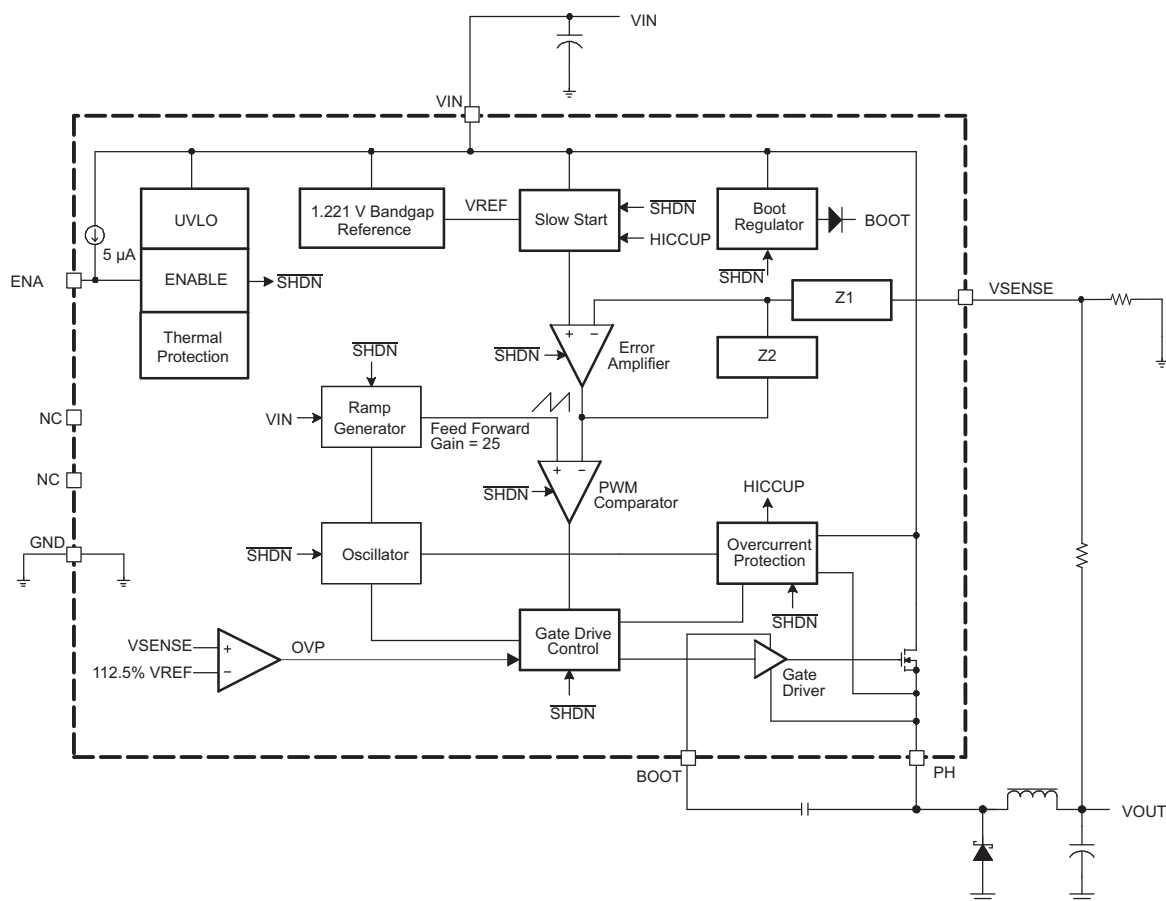 VIN
VIN
UVLO
1.221 V Bandgap
Reference
VREF
Slow Start
SHDN
HICCUP
Boot
Regulator
BOOT
SHDN
5 µA
ENA
ENABLE
SHDN
Thermal
Protection
Z1
VSENSE
Z2
+
−
SHDN
Error
Amplifier
SHDN
NC
VIN
Ramp
Generator
Feed Forward
Gain = 25
NC
+
−
SHDN
PWM
Comparator
HICCUP
GND
SHDN
Oscillator
Overcurrent
Protection
SHDN
VSENSE
+
112.5% VREF
−
OVP
Gate Drive
Control
SHDN
Gate
Driver
BOOT
PH
VOUT